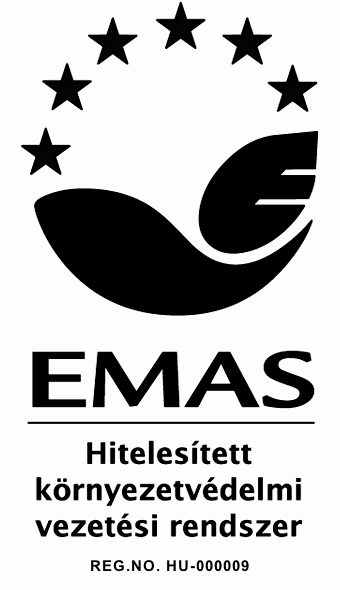 EMAS
Hitelesített
környezetvédelmi
vezetési rendszer
REG.NO. HU-000009